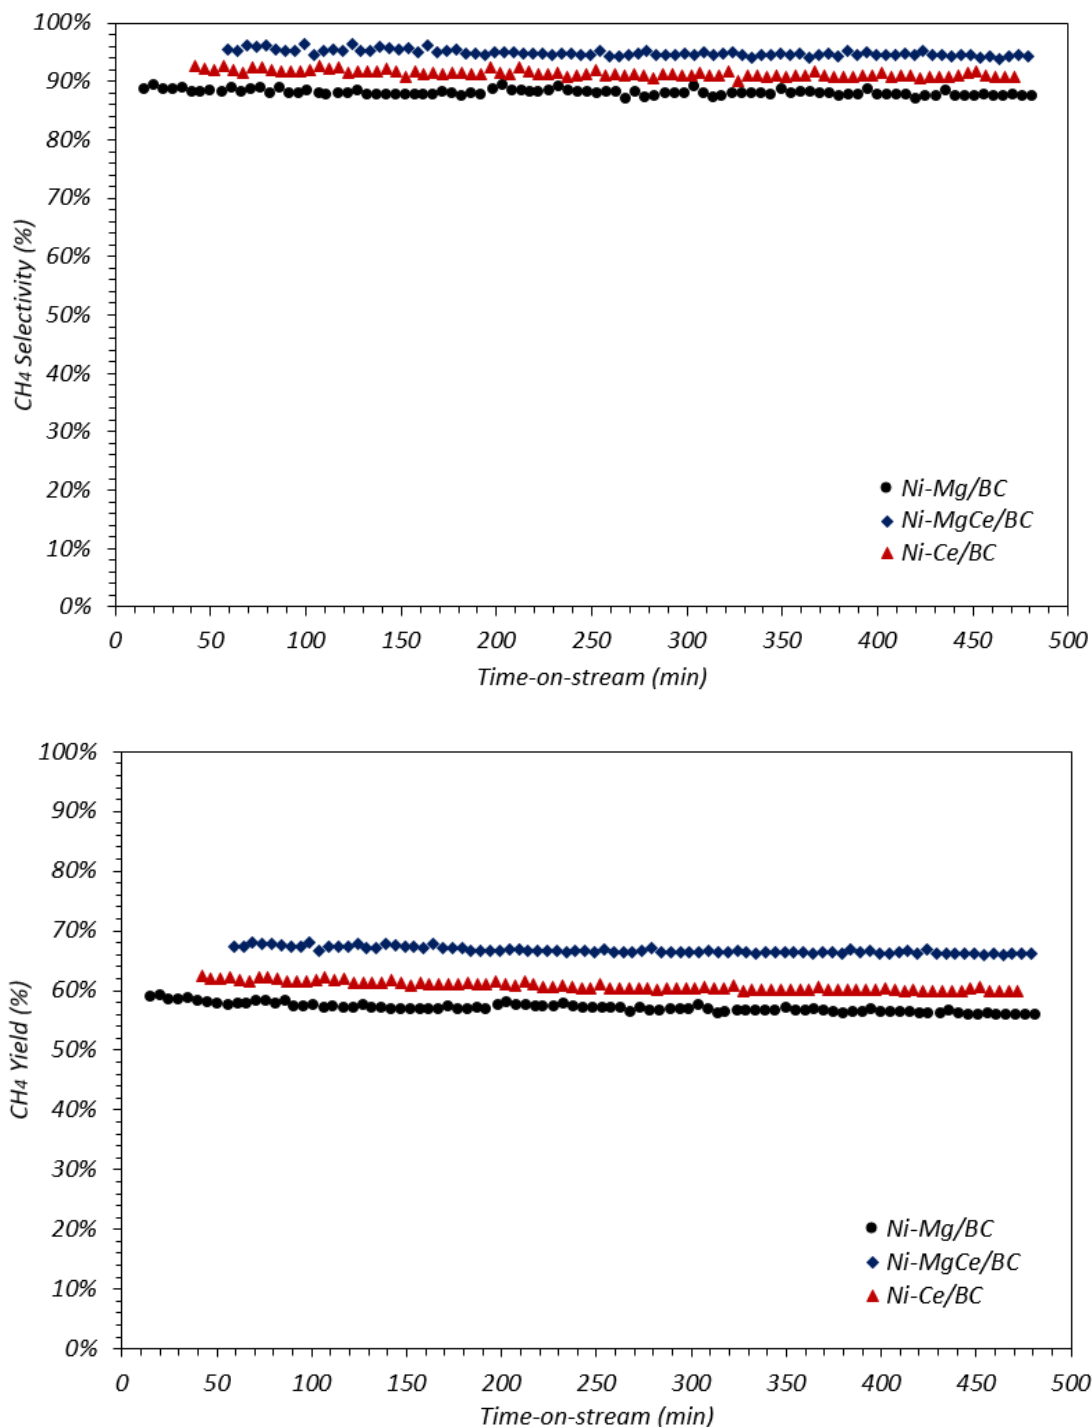 100%
90%
80%
70%
60%
50%
40%
30%
20%
10%
0%
CH4 Selectivity (%)
Ni-Mg/BC
Ni-MgCe/BC
Ni-Ce/BC
0 50 100 150 200 250 300 350 400 450 500
Time-on-stream (min)
100%
90%
80%
70%
60%
50%
40%
30%
20%
10%
0%
CH4 Yield (%)
Ni-Mg/BC
Ni-MgCe/BC
Ni-Ce/BC
0 50 100 150 200 250 300 350 400 450 500
Time-on-stream (min)